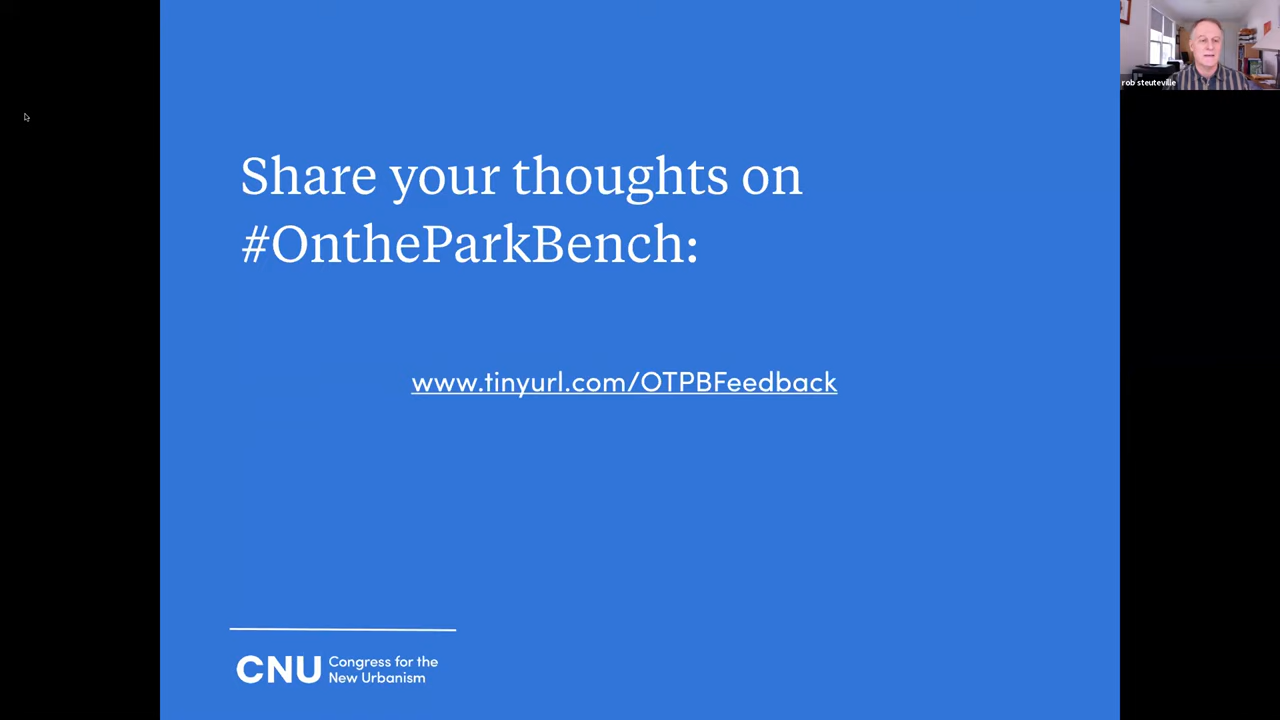 rob steuteville
Share your thoughts on
#OntheParkBench:
www.tinyurl.com/OTPBFeedback
CNU Congress for the
New Urbanism